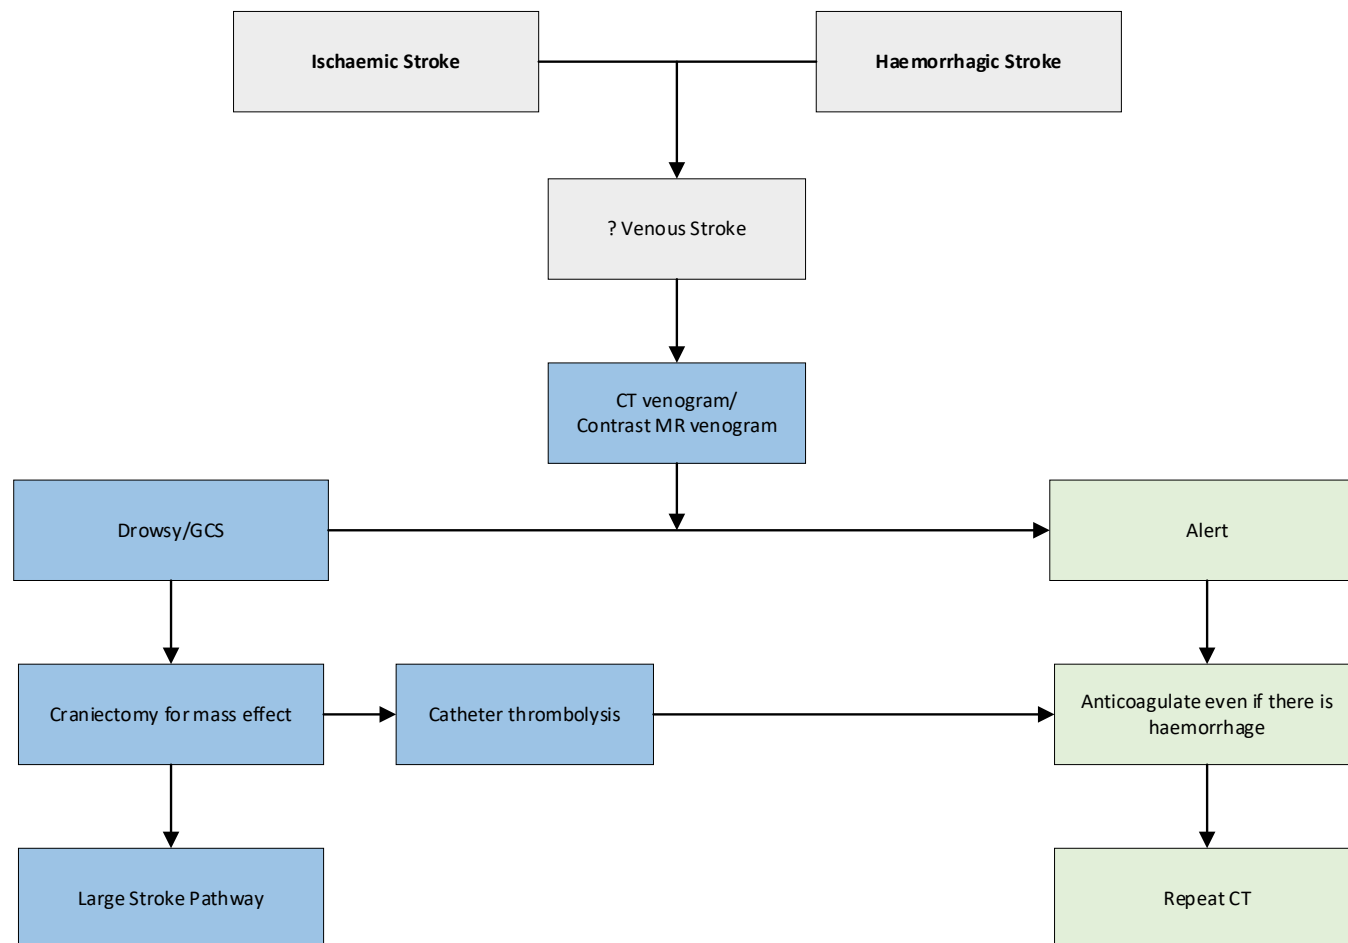 Ischaemic Stroke
Haemorrhagic Stroke
? Venous Stroke
CT venogram/
Contrast MR venogram
Drowsy/GCS
Alert
Craniectomy for mass effect
Catheter thrombolysis
Anticoagulate even if there is
haemorrhage
Large Stroke Pathway
Repeat CT